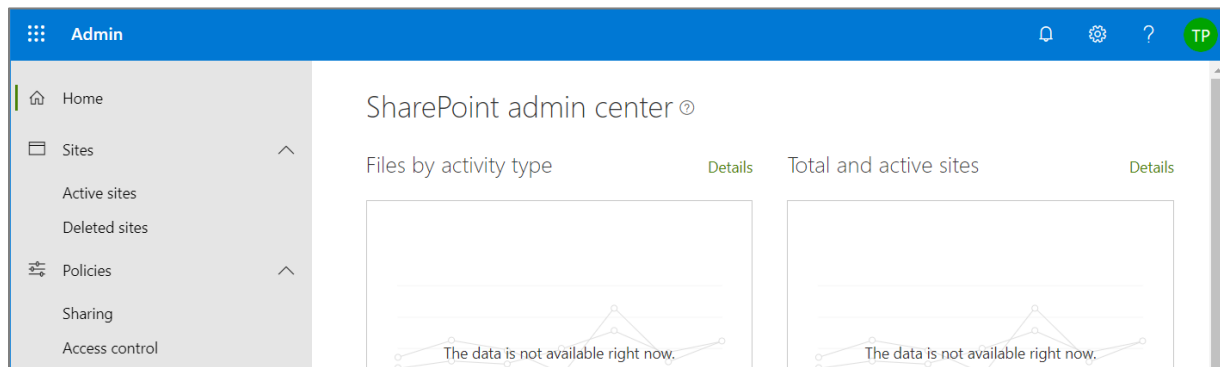 Admin
?
TP
Home
Sites
Active sites
Deleted sites
Policies
Sharing
Access control
SharePoint admin center ?
Files by activity type Details
The data is not available right now.
Total and active sites Details
The data is not available right now.